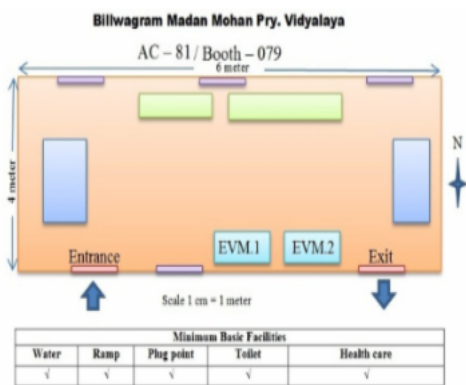 Billwagram Madan Mohan Pry. Vidyalaya
AC – 81/ Booth – 079
6 meter
4 meter
N
EVM.1 EVM.2
Entrance Exit
Scale 1 cm = 1 meter
Minimum Basic Facilities
Water Ramp Plug point Toilet Health care
√ √ √ √ √